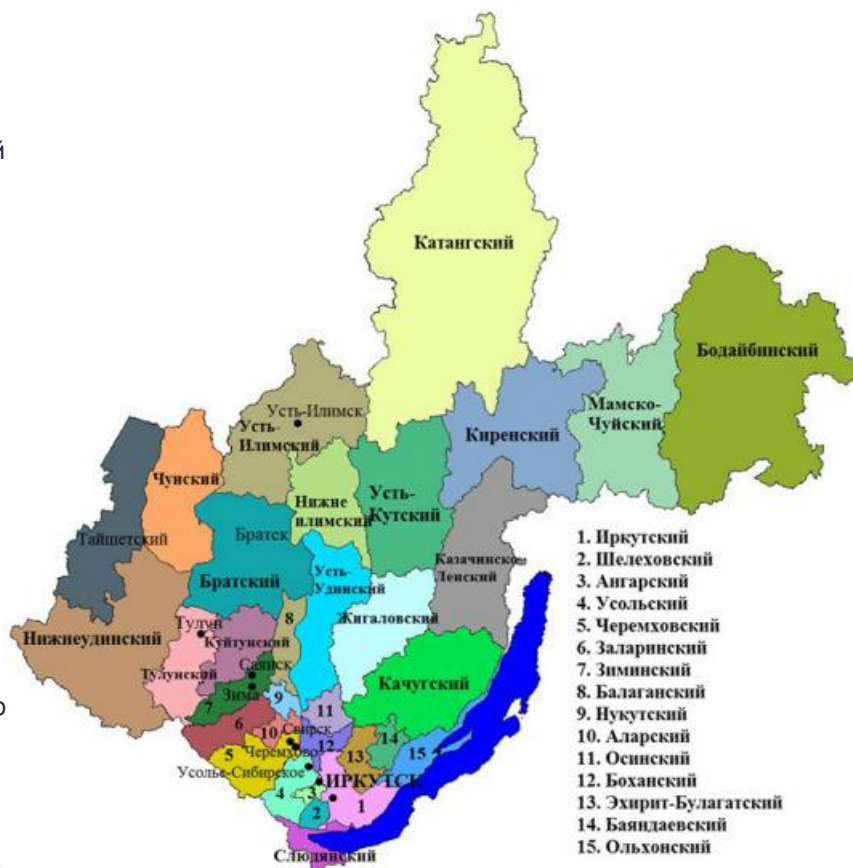 й
Катангский
Бодайбинский
Мамско-
Чуйский
Киренский
Усть-Илимск
Усть-
Илимский
Чунский
Нижне
илимский
Усть-
Кутский
Тайшетский
Братск
Братский
Казачинско-
Ленский
Усть-
Удинский
Жигаловский
Нижнеудинский
Тулун
Куйтунский
8
Тулунский
Саянск
Зима
Качугский
7
9
11
о
6
10
Свирск
12
14
5
Черемхово
13
15
Усолье-Сибирское
ИРКУТСК
4
3
2
1
Слюдянский
1. Иркутский
2. Шелеховский
3. Ангарский
4. Усольский
5. Черемховский
6. Заларинский
7. Зиминский
8. Балаганский
9. Нукутский
10. Аларский
11. Осинский
12. Боханский
13. Эхирит-Булагатский
14. Баяндаевский
15. Ольхонский